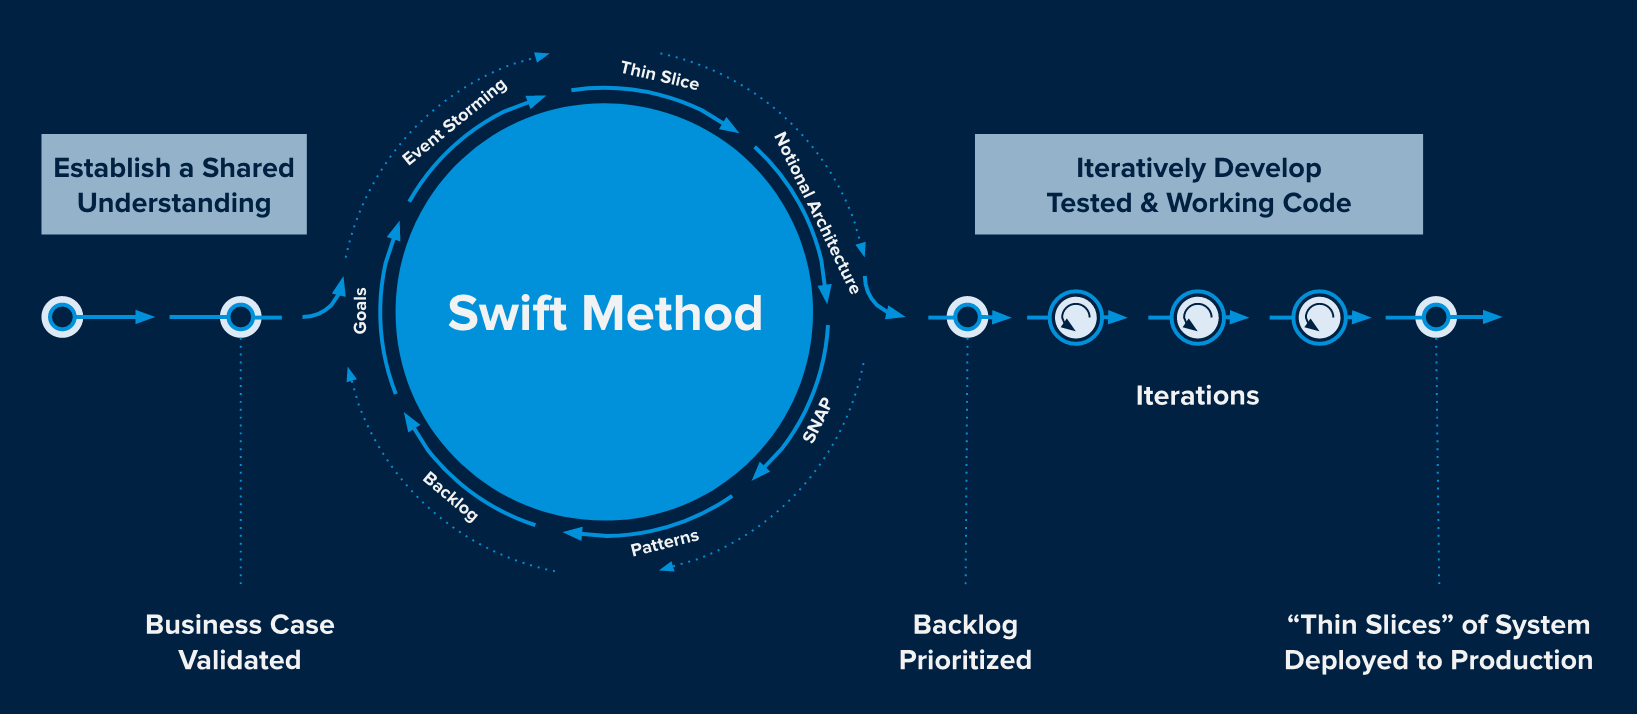 Establish a Shared
Understanding
Business Case
Validated
Swift Method
Goals
Event Storming
Thin Slice
Notional Architecture
SNAP
Patterns
Backlog
Iteratively Develop
Tested & Working Code
Iterations
Backlog
Prioritized
“Thin Slices” of System
Deployed to Production